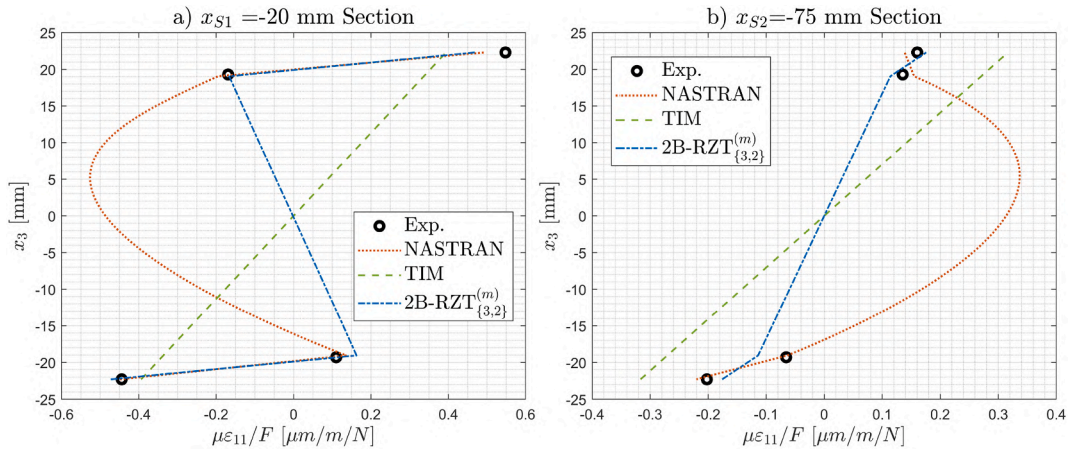 a) x_{S1} =-20 mm Section
25
20
15
10
5
0
-5
-10
-15
-20
-25
x_3 [mm]
Exp.
NASTRAN
TIM
2B-RZT^{(m)}_{\{3,2\}}
-0.6 -0.4 -0.2 0 0.2 0.4 0.6
με_{11}/F [μm/m/N]
b) x_{S2}=-75 mm Section
25
20
15
10
5
0
-5
-10
-15
-20
-25
x_3 [mm]
Exp.
NASTRAN
TIM
2B-RZT^{(m)}_{\{3,2\}}
-0.4 -0.3 -0.2 -0.1 0 0.1 0.2 0.3 0.4
με_{11}/F [μm/m/N]